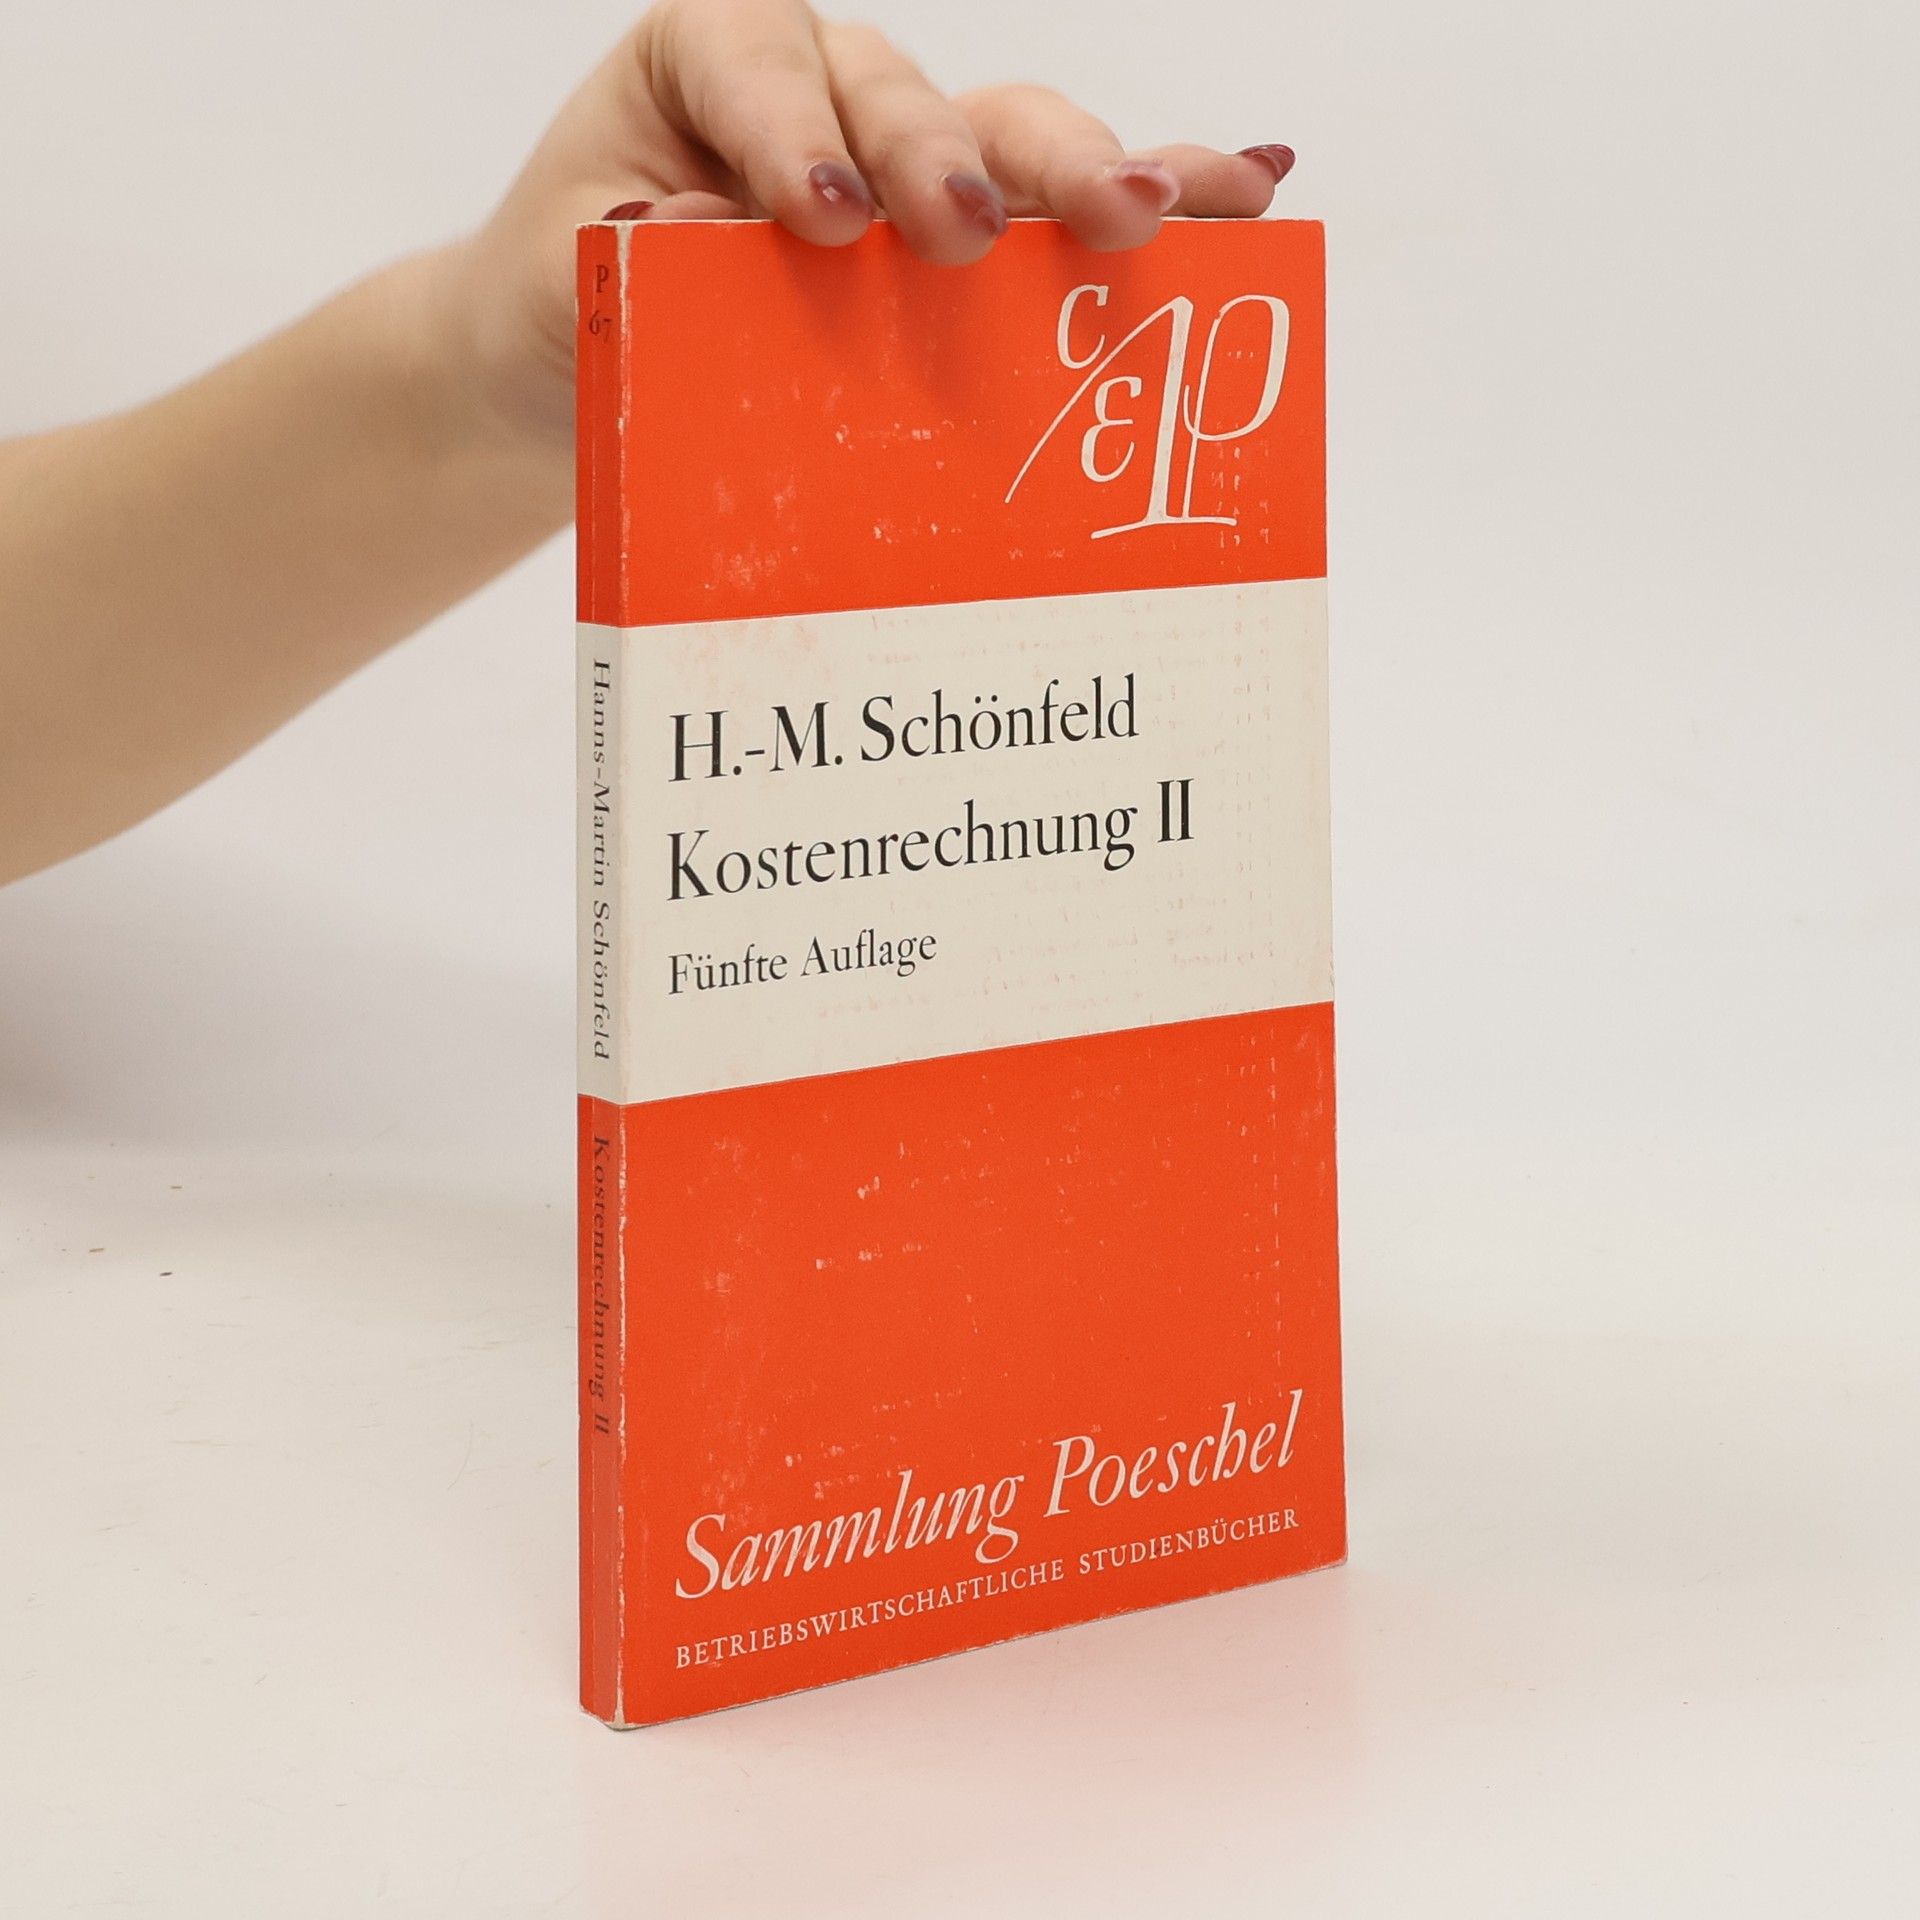 P
67
Hanns-Martin Schönfeld Kostenrechnung II
CEP
H.-M. Schönfeld
Kostenrechnung II
Fünfte Auflage
Sammlung Poeschel
BETRIEBSWIRTSCHAFTLICHE STUDIENBÜCHER